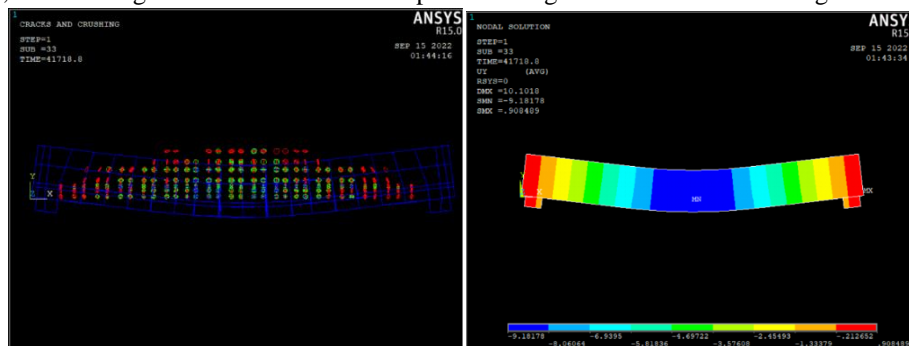 1
ANSYS
R15.0
CRACKS AND CRUSHING
STEP=1
SUB =33
TIME=41718.8
SEP 15 2022
01:44:16
Y
X
1
ANSY
R15
NODAL SOLUTION
STEP=1
SUB =33
TIME=41718.8
UY (AVG)
RSYS=0
DMX =10.1018
SMN =-9.18178
SMX =.908489
SEP 15 2022
01:43:34
Y
X
MX
MN
-9.18178 -6.9395 -4.69722 -2.45493 -.212652
-8.06064 -5.81836 -3.57608 -1.33379 .908489